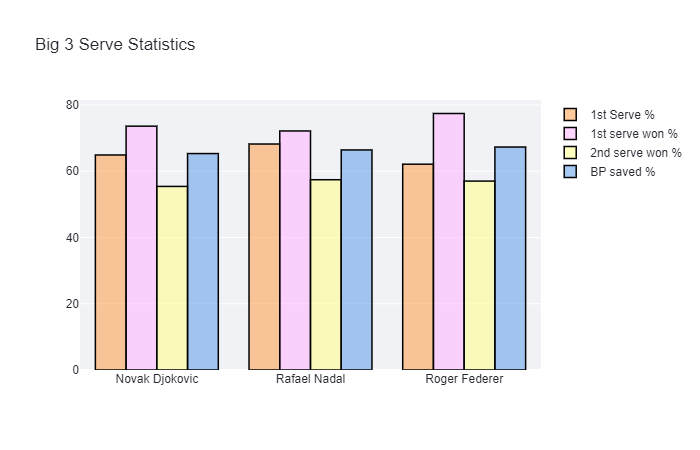 Big 3 Serve Statistics
80
60
40
20
0
Novak Djokovic
Rafael Nadal
Roger Federer
1st Serve %
1st serve won %
2nd serve won %
BP saved %